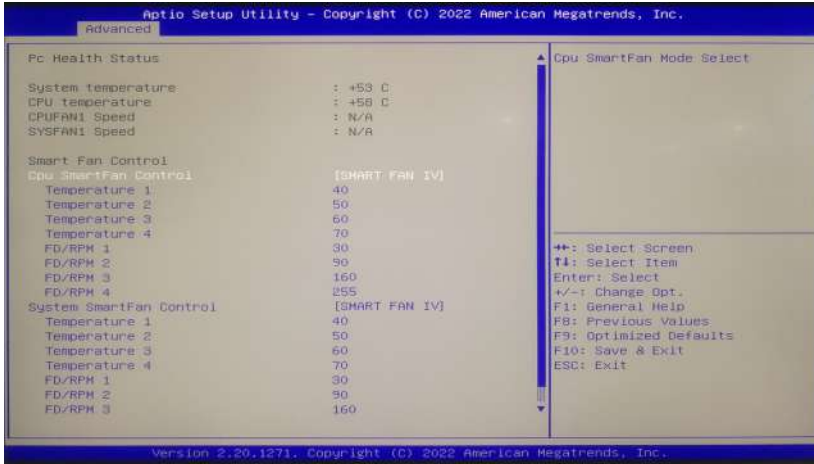 Aptio Setup Utility – Copyright (C) 2022 American Megatrends, Inc.
Advanced
Pc Health Status
Cpu SmartFan Mode Select
System temperature : +53 C
CPU temperature : +56 C
CPUFAN1 Speed : N/A
SYSFAN1 Speed : N/A
Smart Fan Control
Cpu SmartFan Control [SMART FAN IV]
Temperature 1 40
Temperature 2 50
Temperature 3 60
Temperature 4 70
FD/RPM 1 30
FD/RPM 2 90
FD/RPM 3 160
FD/RPM 4 255
System SmartFan Control [SMART FAN IV]
Temperature 1 40
Temperature 2 50
Temperature 3 60
Temperature 4 70
FD/RPM 1 30
FD/RPM 2 90
FD/RPM 3 160
→←: Select Screen
↑↓: Select Item
Enter: Select
+/-: Change Opt.
F1: General Help
F8: Previous Values
F9: Optimized Defaults
F10: Save & Exit
ESC: Exit
Version 2.20.1271. Copyright (C) 2022 American Megatrends, Inc.